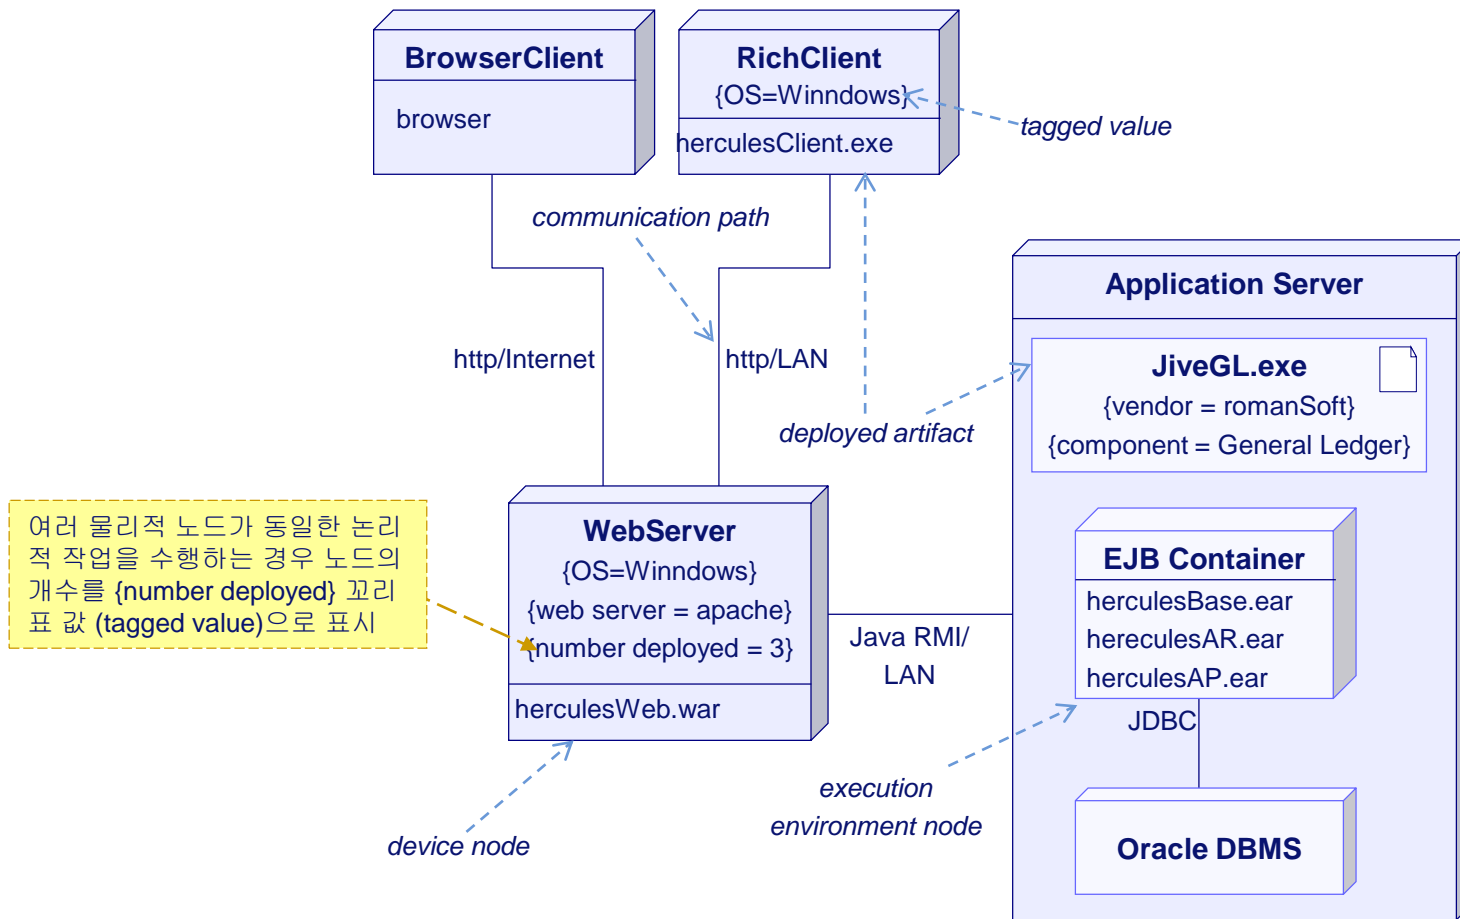 BrowserClient
browser
RichClient
{OS=Winndows}
herculesClient.exe
tagged value
communication path
http/Internet
http/LAN
deployed artifact
Application Server
JiveGL.exe
{vendor = romanSoft}
{component = General Ledger}
여러 물리적 노드가 동일한 논리
적 작업을 수행하는 경우 노드의
개수를 {number deployed} 꼬리
표 값 (tagged value)으로 표시
WebServer
{OS=Winndows}
{web server = apache}
{number deployed = 3}
herculesWeb.war
Java RMI/
LAN
EJB Container
herculesBase.ear
hereculesAR.ear
herculesAP.ear
JDBC
execution
environment node
device node
Oracle DBMS